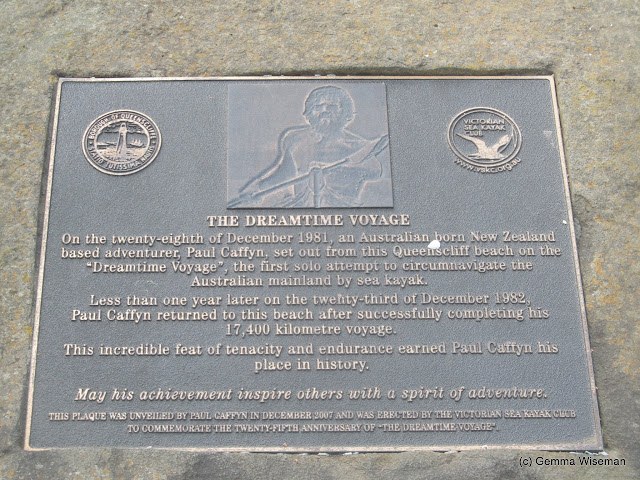 BOROUGH OF QUEENSCLIFFE
STATIO TUTISSIMA NAUTIS
VICTORIAN
SEA KAYAK
CLUB
www.vskc.org.au
THE DREAMTIME VOYAGE
On the twenty-eighth of December 1981, an Australian born New Zealand
based adventurer, Paul Caffyn, set out from this Queenscliff beach on the
“Dreamtime Voyage”, the first solo attempt to circumnavigate the
Australian mainland by sea kayak.
Less than one year later on the twenty-third of December 1982,
Paul Caffyn returned to this beach after successfully completing his
17,400 kilometre voyage.
This incredible feat of tenacity and endurance earned Paul Caffyn his
place in history.
May his achievement inspire others with a spirit of adventure.
THIS PLAQUE WAS UNVEILED BY PAUL CAFFYN IN DECEMBER 2007 AND WAS ERECTED BY THE VICTORIAN SEA KAYAK CLUB
TO COMMEMORATE THE TWENTY-FIFTH ANNIVERSARY OF “THE DREAMTIME VOYAGE”.
(c) Gemma Wiseman